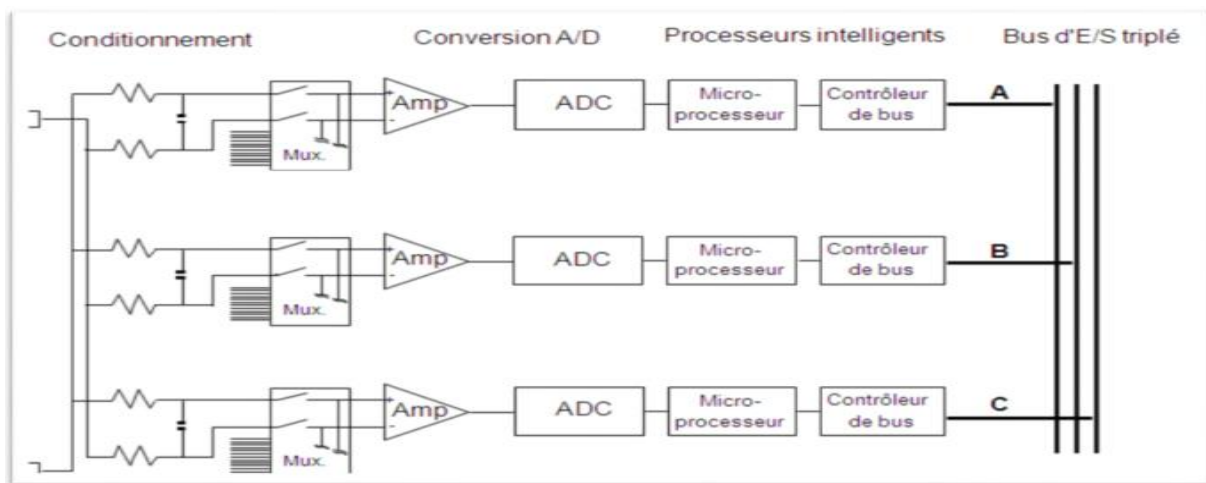 Conditionnement Conversion A/D Processeurs intelligents Bus d'E/S triplé
Amp ADC Micro-
processeur Contrôleur
de bus A
Mux.
Amp ADC Micro-
processeur Contrôleur
de bus B
Mux.
Amp ADC Micro-
processeur Contrôleur
de bus C
Mux.